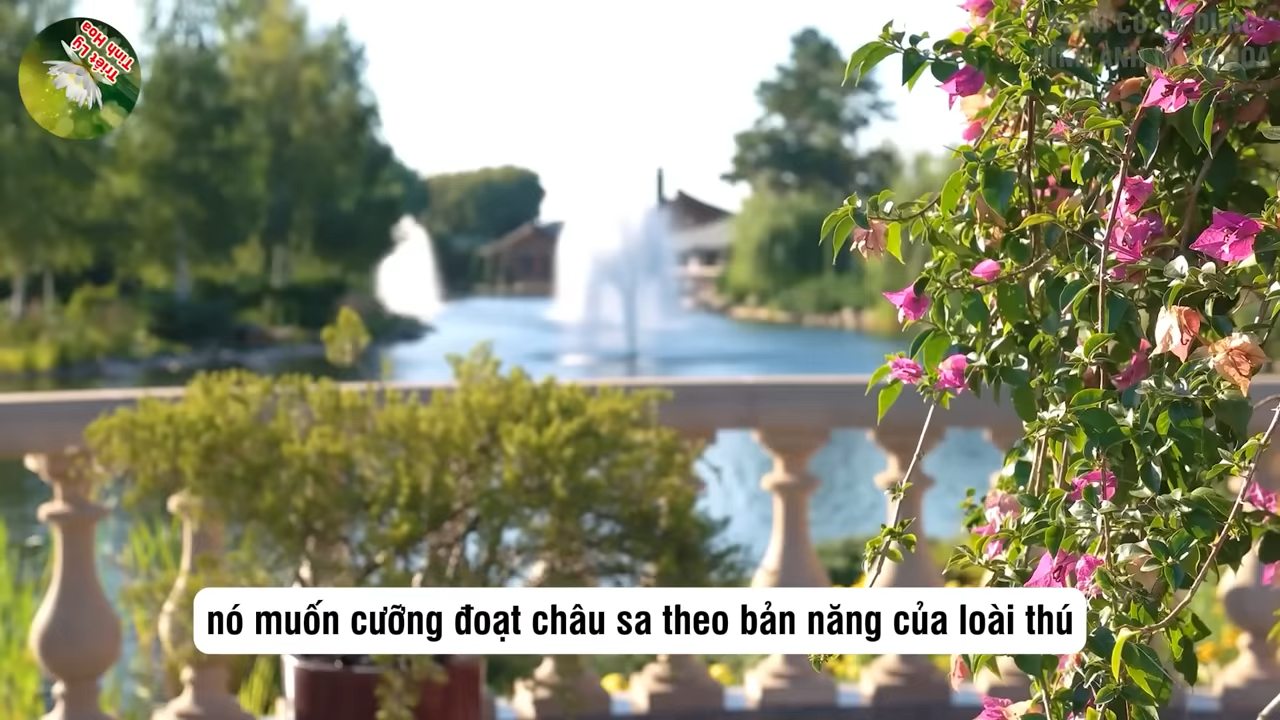 Triết Lý
Tinh Hoa
nó muốn cưỡng đoạt châu sa theo bản năng của loài thú